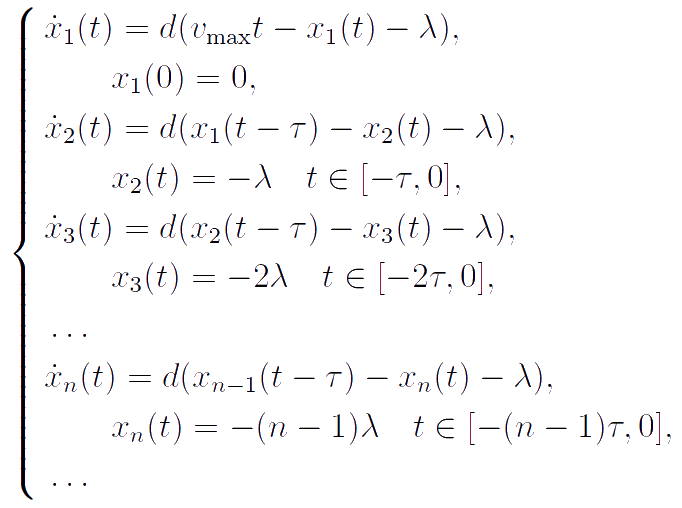 ẋ₁(t) = d(v_max t − x₁(t) − λ),
x₁(0) = 0,
ẋ₂(t) = d(x₁(t − τ) − x₂(t) − λ),
x₂(t) = −λ t ∈ [−τ, 0],
ẋ₃(t) = d(x₂(t − τ) − x₃(t) − λ),
x₃(t) = −2λ t ∈ [−2τ, 0],
...
ẋₙ(t) = d(xₙ₋₁(t − τ) − xₙ(t) − λ),
xₙ(t) = −(n − 1)λ t ∈ [−(n − 1)τ, 0],
...